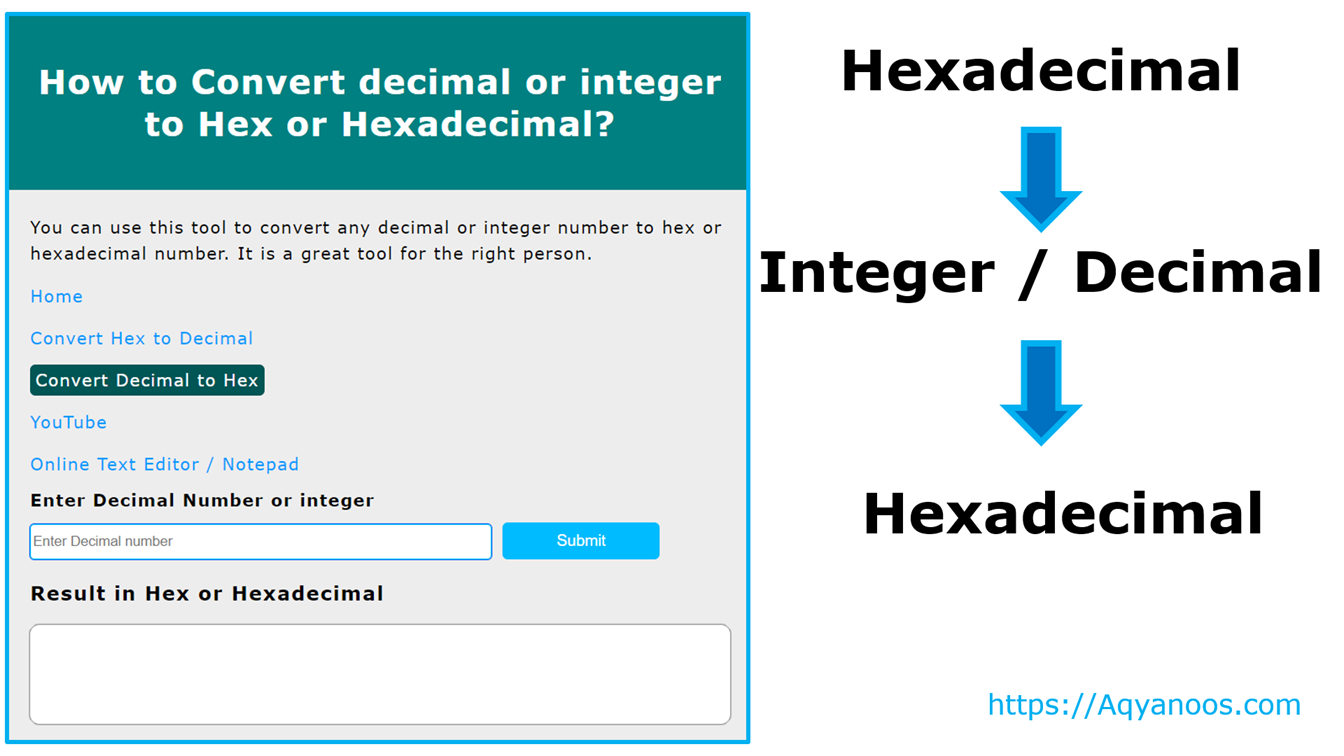 How to Convert decimal or integer
to Hex or Hexadecimal?
You can use this tool to convert any decimal or integer number to hex or
hexadecimal number. It is a great tool for the right person.
Home
Convert Hex to Decimal
Convert Decimal to Hex
YouTube
Online Text Editor / Notepad
Enter Decimal Number or integer
Enter Decimal number
Submit
Result in Hex or Hexadecimal
Hexadecimal
Integer / Decimal
Hexadecimal
https://Aqyanoos.com